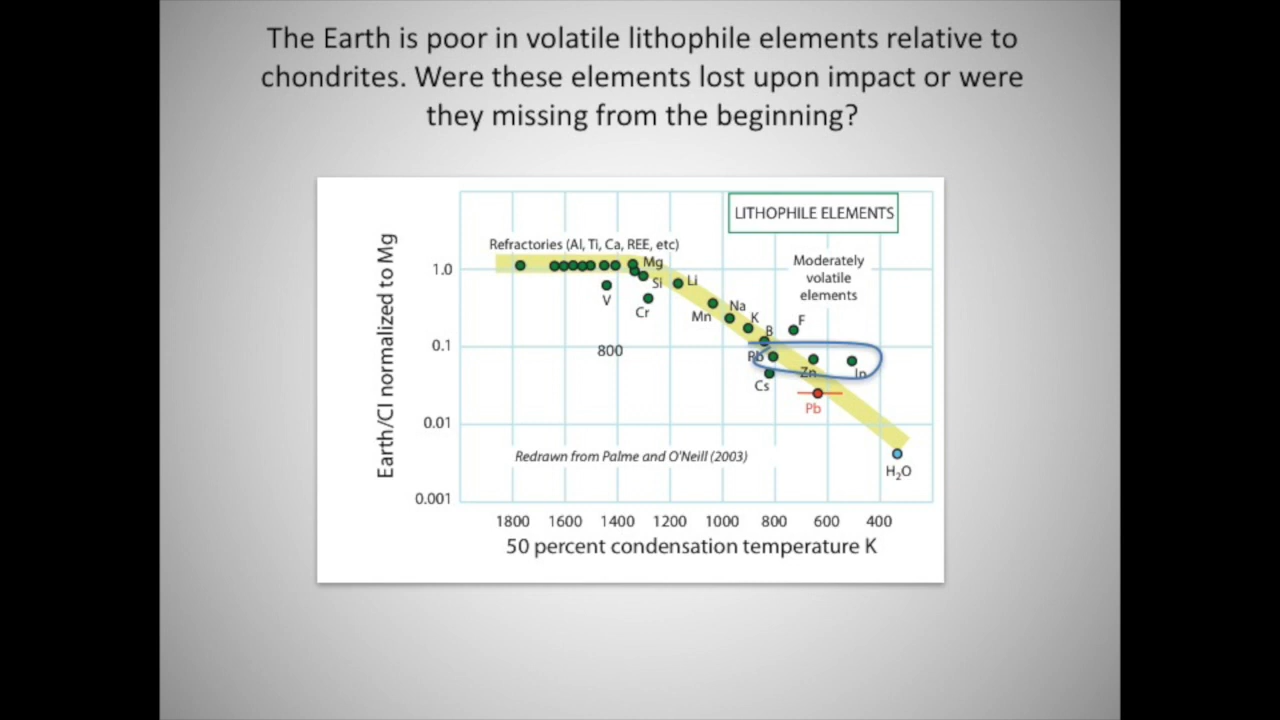 The Earth is poor in volatile lithophile elements relative to
chondrites. Were these elements lost upon impact or were
they missing from the beginning?
LITHOPHILE ELEMENTS
Refractories (Al, Ti, Ca, REE, etc)
Moderately
volatile
elements
Earth/CI normalized to Mg
1.0
0.1
0.01
0.001
Mg
Si
Li
V
Cr
Mn
Na
K
B
F
800
Rb
Zn
In
Cs
Pb
Redrawn from Palme and O'Neill (2003)
H₂O
1800 1600 1400 1200 1000 800 600 400
50 percent condensation temperature K